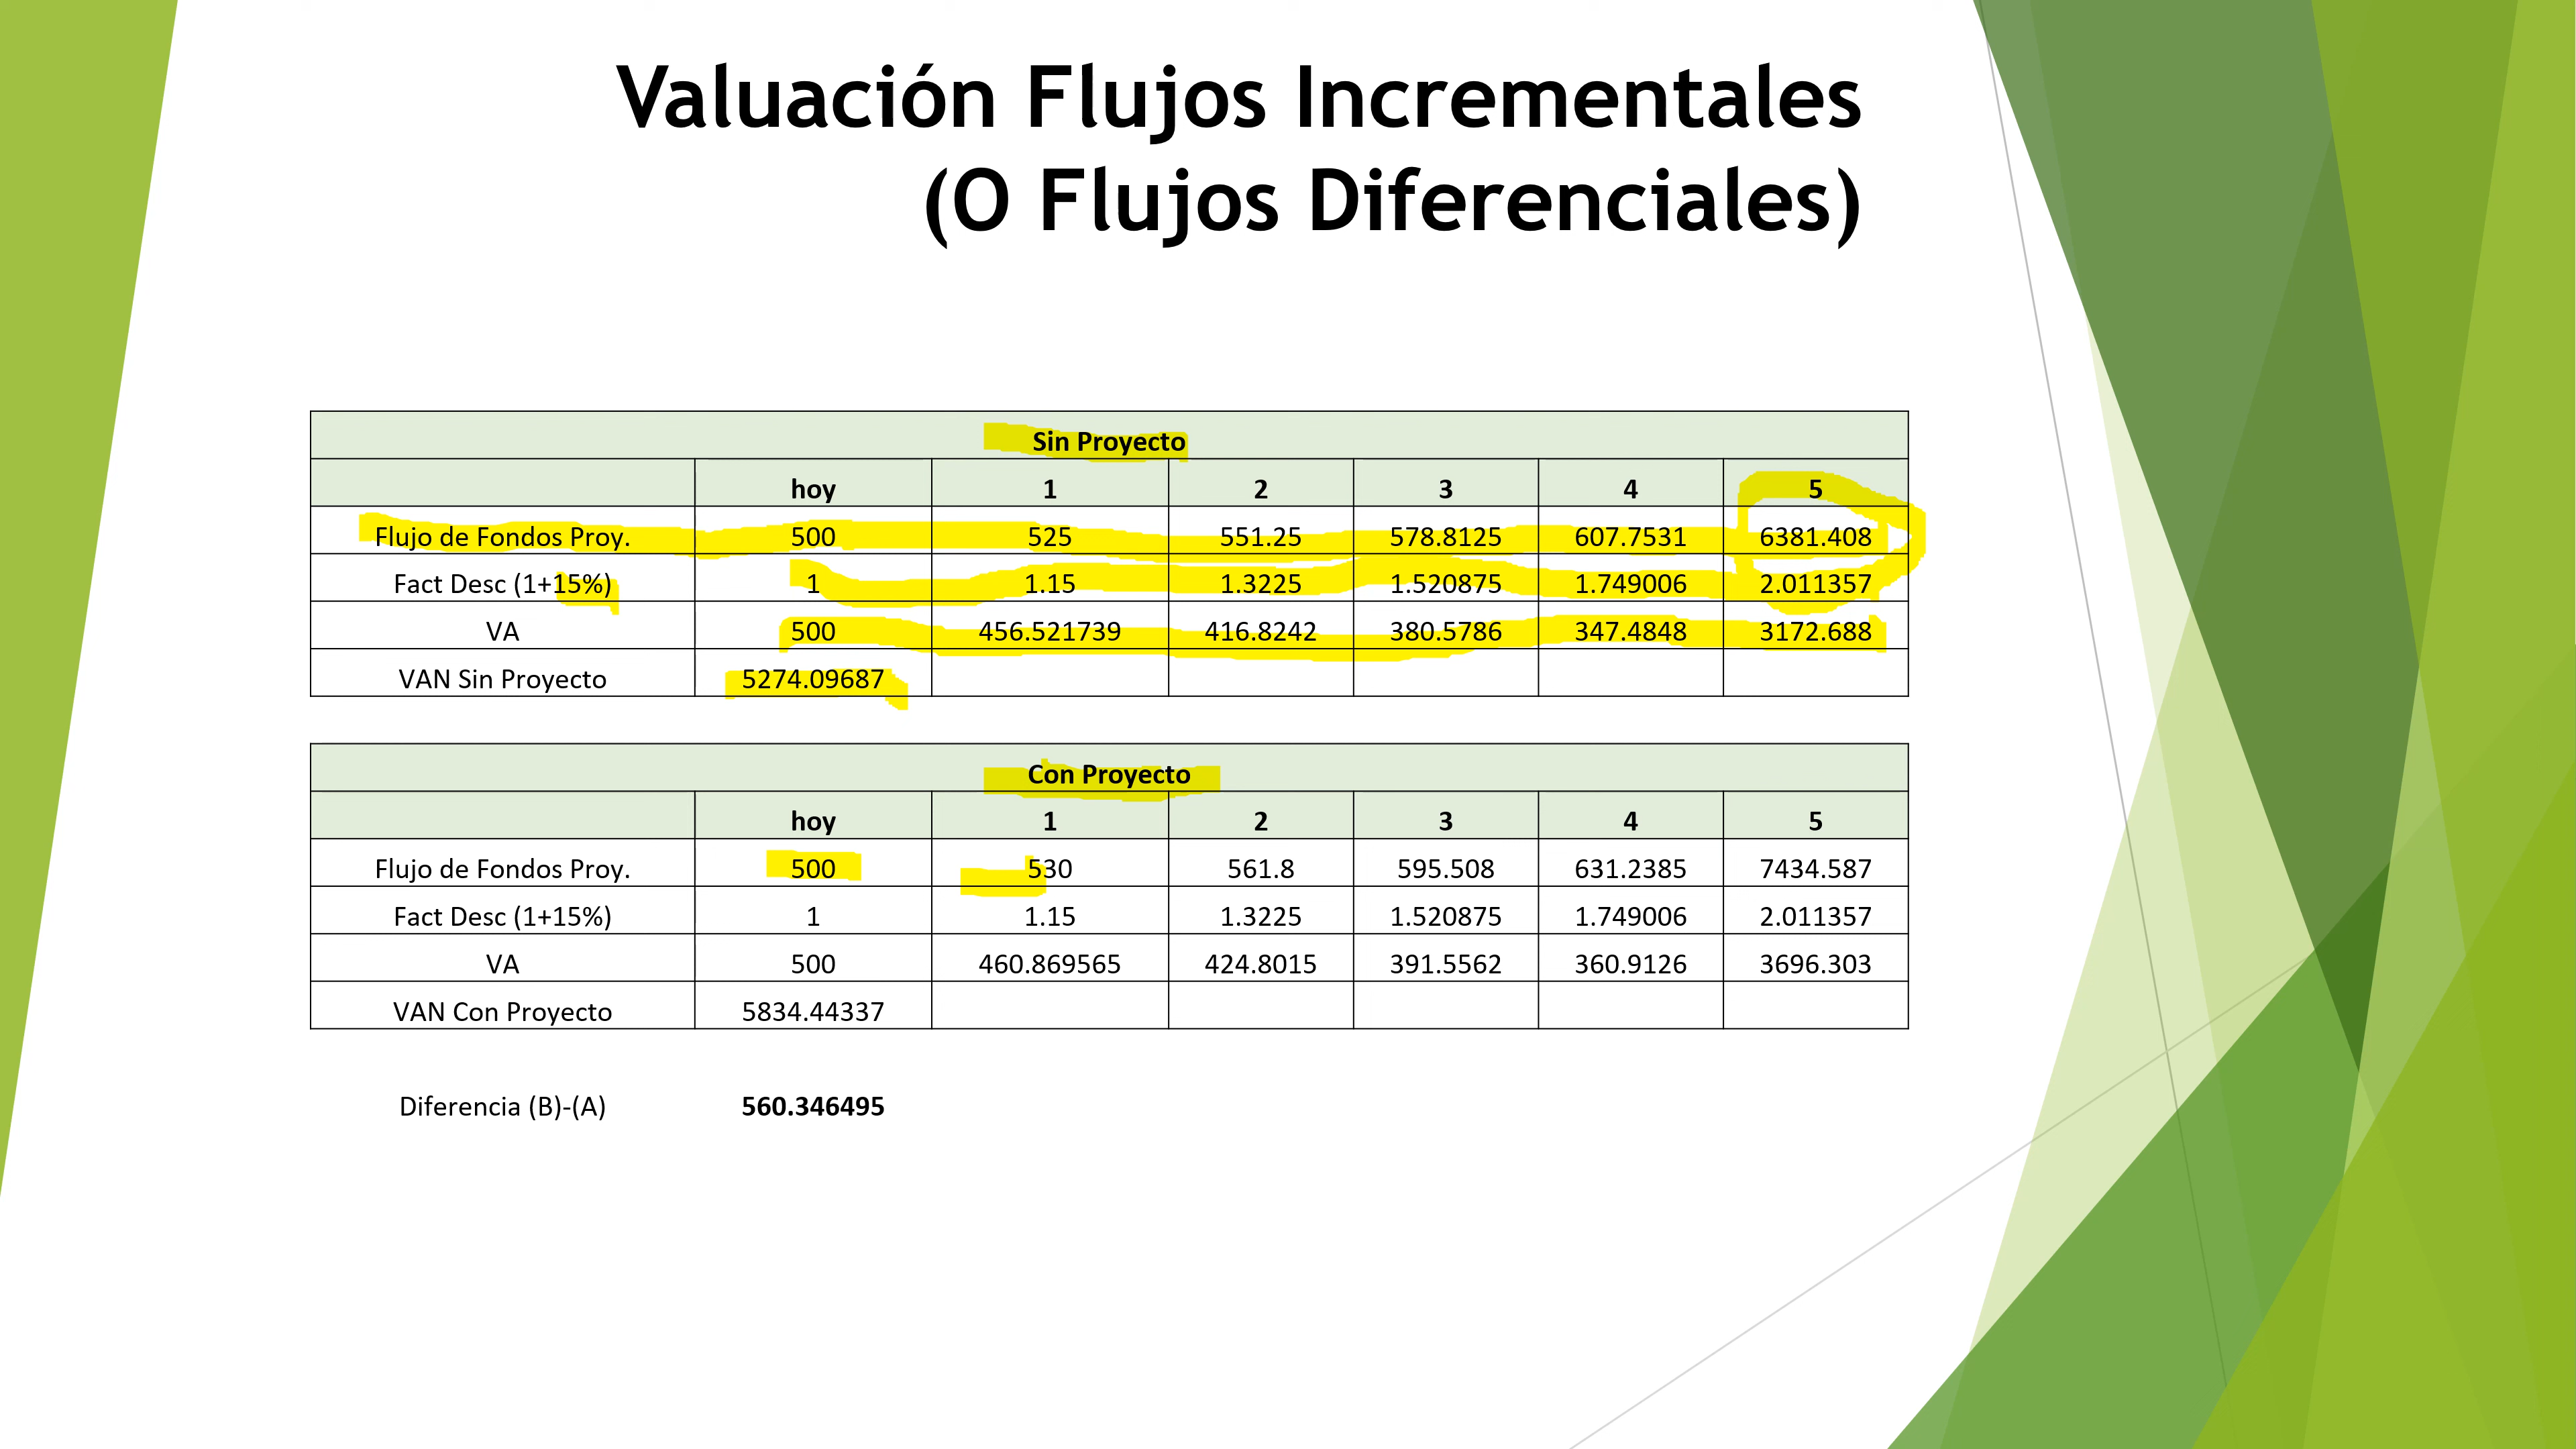 Valuación Flujos Incrementales
(O Flujos Diferenciales)
Sin Proyecto
hoy 1 2 3 4 5
Flujo de Fondos Proy. 500 525 551.25 578.8125 607.7531 6381.408
Fact Desc (1+15%) 1 1.15 1.3225 1.520875 1.749006 2.011357
VA 500 456.521739 416.8242 380.5786 347.4848 3172.688
VAN Sin Proyecto 5274.09687
Con Proyecto
hoy 1 2 3 4 5
Flujo de Fondos Proy. 500 530 561.8 595.508 631.2385 7434.587
Fact Desc (1+15%) 1 1.15 1.3225 1.520875 1.749006 2.011357
VA 500 460.869565 424.8015 391.5562 360.9126 3696.303
VAN Con Proyecto 5834.44337
Diferencia (B)-(A) 560.346495